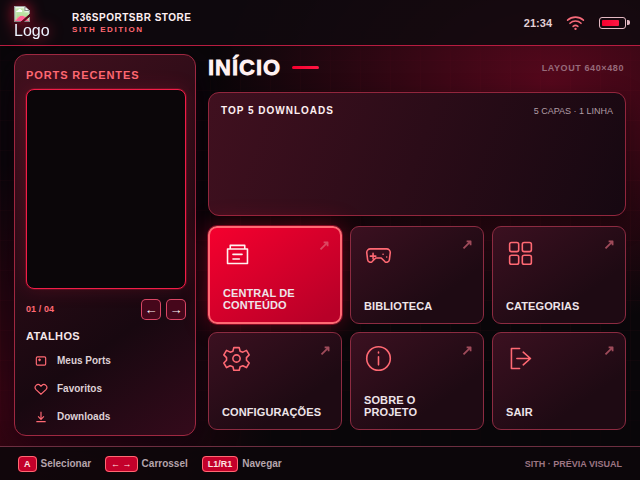 Logo
R36SPORTSBR STORE
SITH EDITION
21:34
PORTS RECENTES
01 / 04
← →
ATALHOS
Meus Ports
Favoritos
Downloads
INÍCIO
LAYOUT 640×480
TOP 5 DOWNLOADS
5 CAPAS · 1 LINHA
↗
CENTRAL DE
CONTEÚDO
↗
BIBLIOTECA
↗
CATEGORIAS
↗
CONFIGURAÇÕES
↗
SOBRE O
PROJETO
↗
SAIR
A Selecionar ← → Carrossel L1/R1 Navegar
SITH · PRÉVIA VISUAL